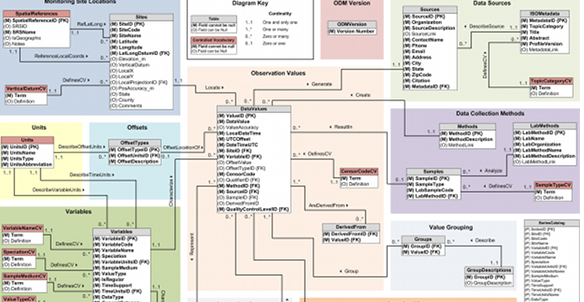 Monitoring Site Locations
SpatialReferences
(M) SpatialReferenceID {PK}
(O) SRSID
(M) SRSName
(O) IsGeographic
(O) Notes
VerticalDatumCV
(M) Term
(O) Definition
RefLatLong
ReferenceLocalCoords
DefinesCV
Sites
(M) SiteID {PK}
(M) SiteCode
(M) SiteName
(M) Latitude
(M) Longitude
(M) LatLongDatumID {FK}
(O) Elevation_m
(O) VerticalDatum
(O) LocalX
(O) LocalY
(O) LocalProjectionID {FK}
(O) PosAccuracy_m
(O) State
(O) County
(O) Comments
Diagram Key
Table
(M) Field cannot be null
(O) Field can be null
Controlled Vocabulary
(M) Field cannot be null
(O) Field can be null
Cardinality
1..1 One and only one
1..* One or many
0..1 Zero or one
0..* Zero or many
ODM Version
ODMVersion
(M) Version Number
Data Sources
Sources
(M) SourceID {PK}
(M) Organization
(M) SourceDescription
(O) SourceLink
(M) ContactName
(M) Phone
(M) Email
(M) Address
(M) City
(M) State
(M) ZipCode
(M) Citation
(M) MetadataID {FK}
DescribeSource
ISOMetadata
(M) MetadataID {PK}
(M) TopicCategory
(M) Title
(M) Abstract
(M) ProfileVersion
(O) MetadataLink
DefinesCV
TopicCategoryCV
(M) Term
(O) Definition
Units
Units
(M) UnitsID {PK}
(M) UnitsName
(M) UnitsType
(M) UnitsAbbreviation
DescribeOffsetUnits
DescribeTimeUnits
DescribeVariableUnits
Offsets
OffsetTypes
(M) OffsetTypeID {PK}
(M) OffsetUnitsID {FK}
(M) OffsetDescription
OffsetLocationOf
Observation Values
Locate
Generate
Create
DataValues
(M) ValueID {PK}
(M) DataValue
(O) ValueAccuracy
(M) LocalDateTime
(M) UTCOffset
(M) DateTimeUTC
(M) SiteID {FK}
(M) VariableID {FK}
(O) OffsetValue
(O) OffsetTypeID {FK}
(M) CensorCode
(O) QualifierID {FK}
(M) MethodID {FK}
(M) SourceID {FK}
(O) SampleID {FK}
(O) DerivedFromID
(M) QualityControlLevelID {FK}
Characterize
Represent
ResultIn
DefinesCV
CensorCodeCV
(M) Term
(O) Definition
AreDerivedFrom
DerivedFrom
(M) DerivedFromID {FK}
(M) ValueID {FK}
Group
Data Collection Methods
Methods
(M) MethodID {PK}
(M) MethodDescription
(O) MethodLink
LabMethods
(M) LabMethodID {PK}
(M) LabName
(M) LabOrganization
(M) LabMethodName
(M) LabMethodDescription
(O) LabMethodLink
Analyze
Samples
(M) SampleID {PK}
(M) SampleType
(M) LabSampleCode
(M) LabMethodID {FK}
DefinesCV
SampleTypeCV
(M) Term
(O) Definition
Value Grouping
Groups
(M) GroupID {FK}
(M) ValueID {FK}
Describe
GroupDescriptions
(M) GroupID {PK}
(O) GroupDescription
SeriesCatalog
Variables
VariableNameCV
(M) Term
(O) Definition
SpeciationCV
(M) Term
(O) Definition
SampleMediumCV
(M) Term
(O) Definition
ValueTypeCV
DefinesCV
DefinesCV
DefinesCV
Variables
(M) VariableID {PK}
(M) VariableCode
(M) VariableName
(M) Speciation
(M) VariableUnitsID {FK}
(M) SampleMedium
(M) ValueType
(M) IsRegular
(M) TimeSupport
(M) TimeUnitsID {FK}
(M) DataType